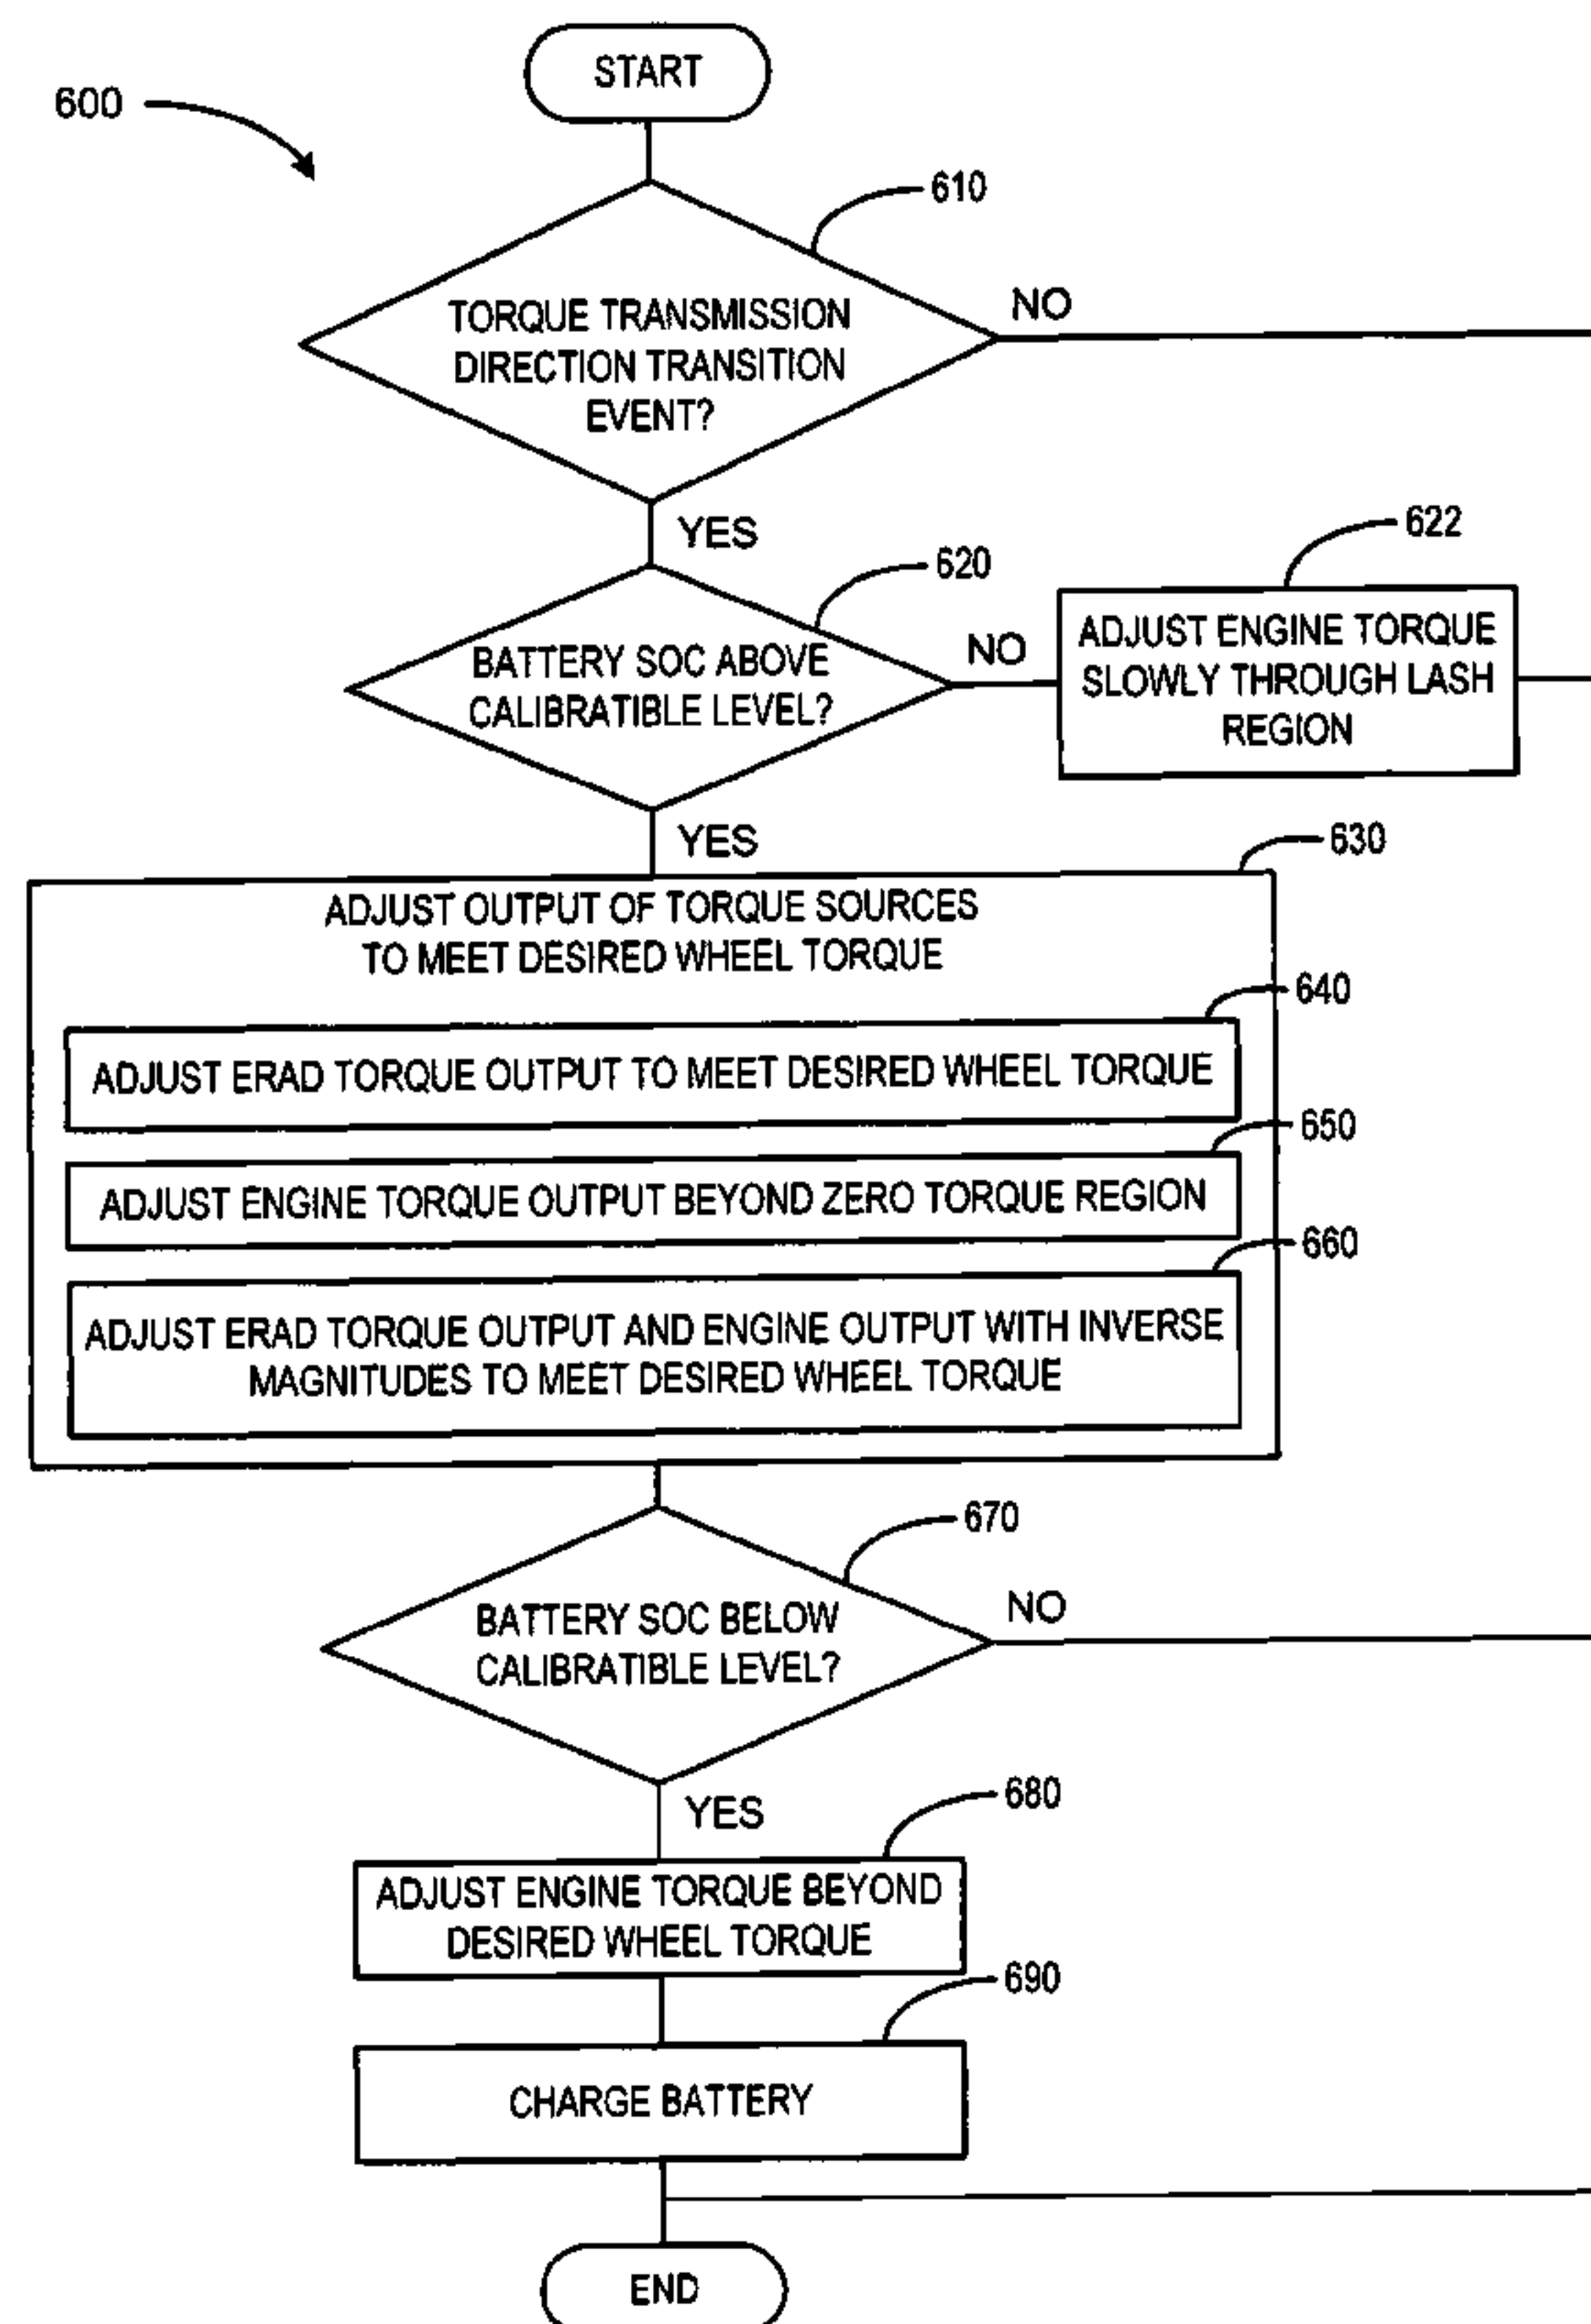 START
600
610
TORQUE TRANSMISSION
DIRECTION TRANSITION
EVENT?
NO
YES
620
622
BATTERY SOC ABOVE
CALIBRATIBLE LEVEL?
NO
ADJUST ENGINE TORQUE
SLOWLY THROUGH LASH
REGION
YES
630
ADJUST OUTPUT OF TORQUE SOURCES
TO MEET DESIRED WHEEL TORQUE
640
ADJUST ERAD TORQUE OUTPUT TO MEET DESIRED WHEEL TORQUE
650
ADJUST ENGINE TORQUE OUTPUT BEYOND ZERO TORQUE REGION
660
ADJUST ERAD TORQUE OUTPUT AND ENGINE OUTPUT WITH INVERSE
MAGNITUDES TO MEET DESIRED WHEEL TORQUE
670
BATTERY SOC BELOW
CALIBRATIBLE LEVEL?
NO
YES
680
ADJUST ENGINE TORQUE BEYOND
DESIRED WHEEL TORQUE
690
CHARGE BATTERY
END